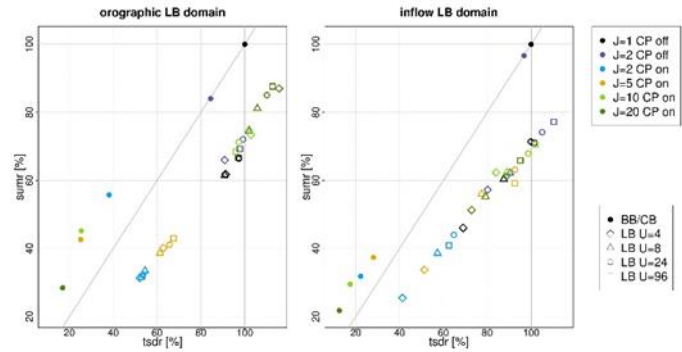 orographic LB domain
inflow LB domain
sumr [%]
100
80
60
40
20
20
40
60
80
100
tsdr [%]
sumr [%]
100
80
60
40
20
20
40
60
80
100
tsdr [%]
J=1 CP off
J=2 CP off
J=2 CP on
J=5 CP on
J=10 CP on
J=20 CP on
BB/CB
LB U=4
LB U=8
LB U=24
LB U=96